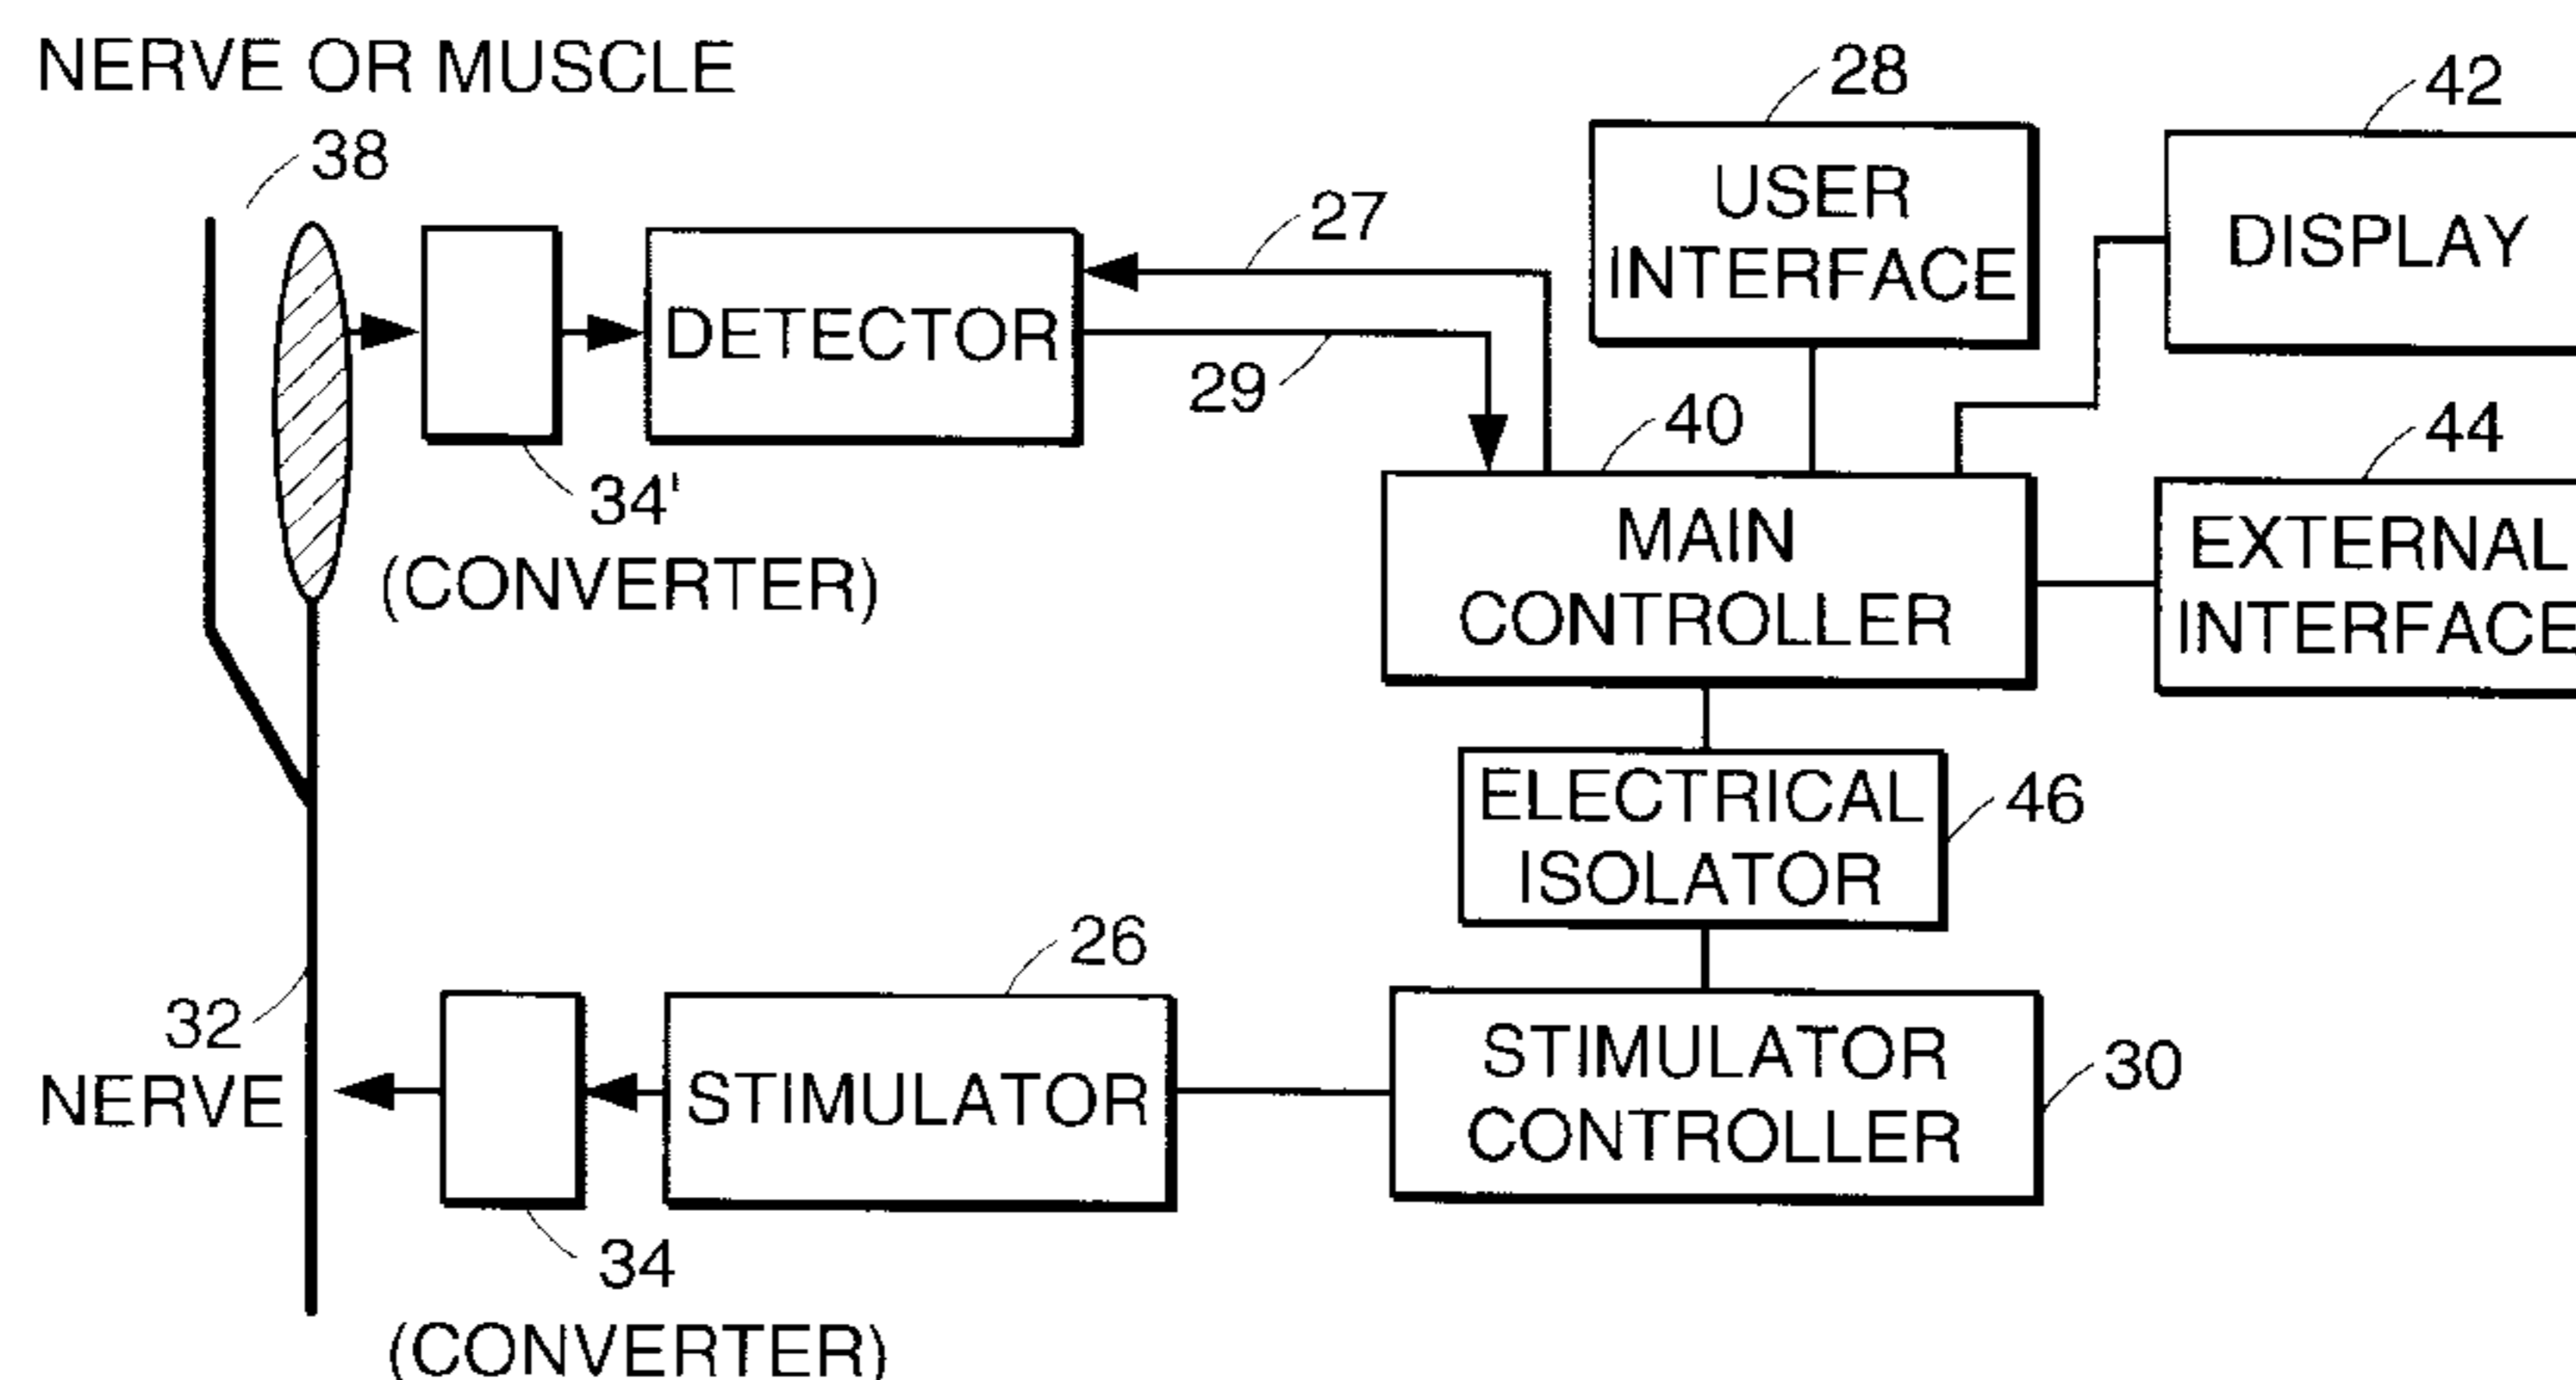 NERVE OR MUSCLE
38
34'
(CONVERTER)
DETECTOR
27
29
28
USER
INTERFACE
42
DISPLAY
40
MAIN
CONTROLLER
44
EXTERNAL
INTERFACE
ELECTRICAL
ISOLATOR
46
32
NERVE
34
(CONVERTER)
26
STIMULATOR
STIMULATOR
CONTROLLER
30